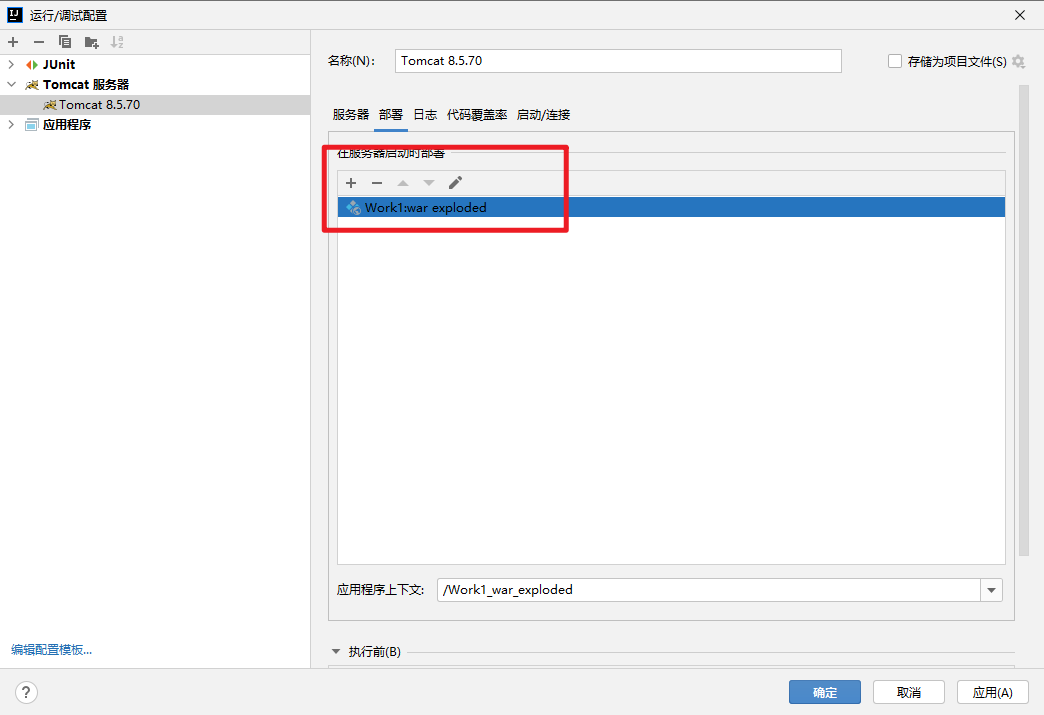 运行/调试配置
JUnit
Tomcat 服务器
Tomcat 8.5.70
应用程序
编辑配置模板...
名称(N):
Tomcat 8.5.70
存储为项目文件(S)
服务器 部署 日志 代码覆盖率 启动/连接
在服务器启动时部署
Work1:war exploded
应用程序上下文:
/Work1_war_exploded
执行前(B)
?
确定 取消 应用(A)